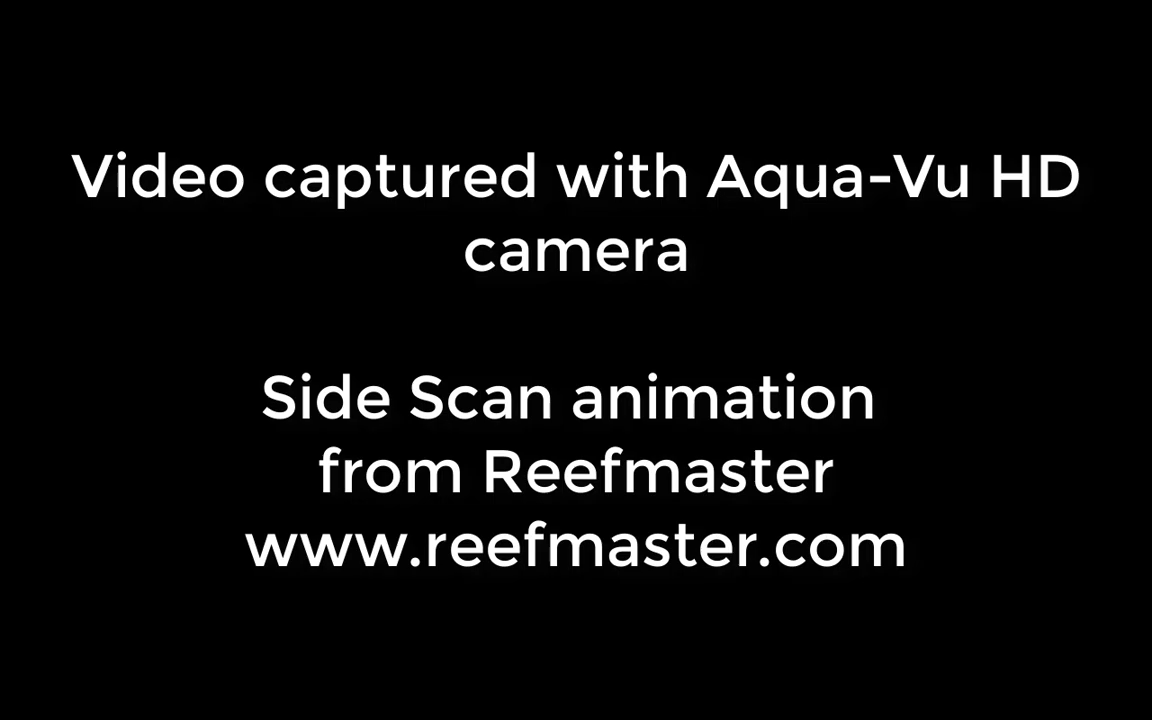 Video captured with Aqua-Vu HD
camera
Side Scan animation
from Reefmaster
www.reefmaster.com